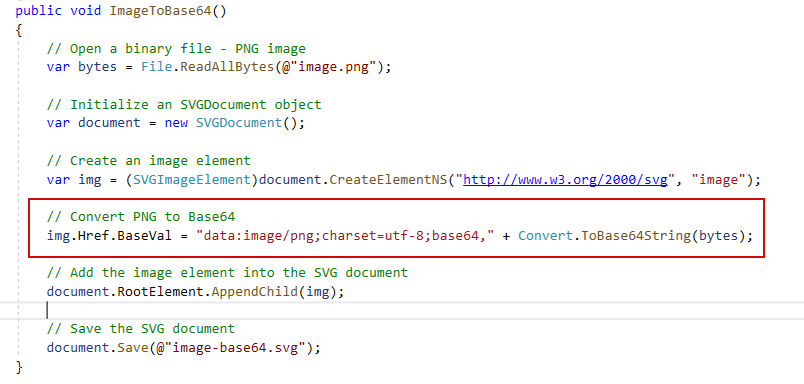 public void ImageToBase64()
{
// Open a binary file - PNG image
var bytes = File.ReadAllBytes(@"image.png");
// Initialize an SVGDocument object
var document = new SVGDocument();
// Create an image element
var img = (SVGImageElement)document.CreateElementNS("http://www.w3.org/2000/svg", "image");
// Convert PNG to Base64
img.Href.BaseVal = "data:image/png;charset=utf-8;base64," + Convert.ToBase64String(bytes);
// Add the image element into the SVG document
document.RootElement.AppendChild(img);
// Save the SVG document
document.Save(@"image-base64.svg");
}